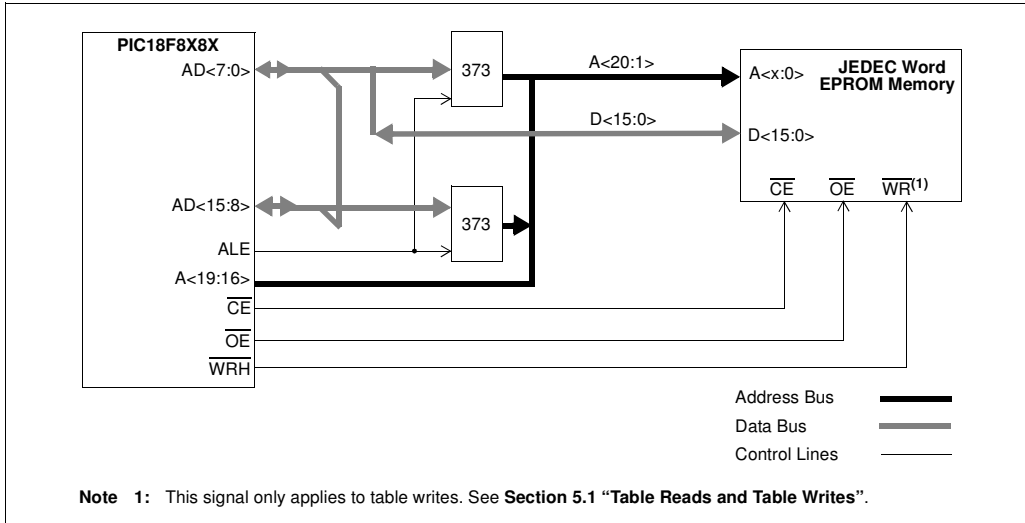 PIC18F8X8X
AD<7:0>
373
A<20:1>
A<x:0>
JEDEC Word
EPROM Memory
D<15:0>
D<15:0>
CE
OE
WR(1)
AD<15:8>
373
ALE
A<19:16>
CE
OE
WRH
Address Bus
Data Bus
Control Lines
Note 1: This signal only applies to table writes. See Section 5.1 “Table Reads and Table Writes”.